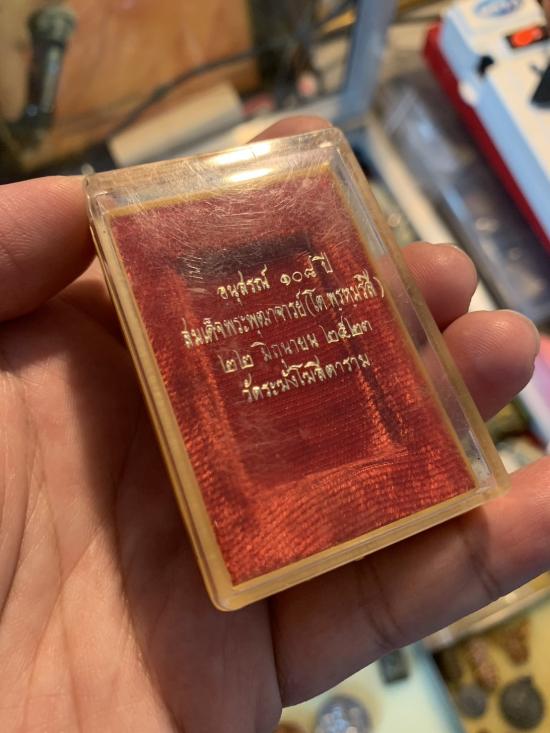 อนุสรณ์ ๑๐๘ ปี
สมเด็จพระพุฒาจารย์(โต พรหมรังสี)
๒๒ มิถุนายน ๒๕๒๓
วัดระฆังโฆสิตาราม